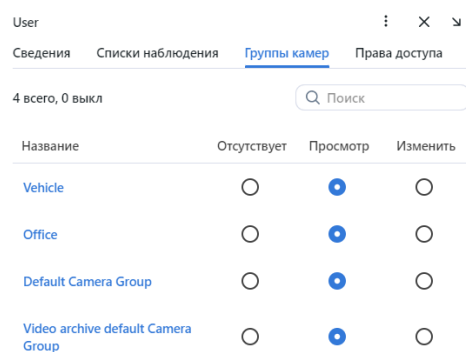 User
Сведения Списки наблюдения Группы камер Права доступа
4 всего, 0 выкл Поиск
Название Отсутствует Просмотр Изменить
Vehicle
Office
Default Camera Group
Video archive default Camera
Group